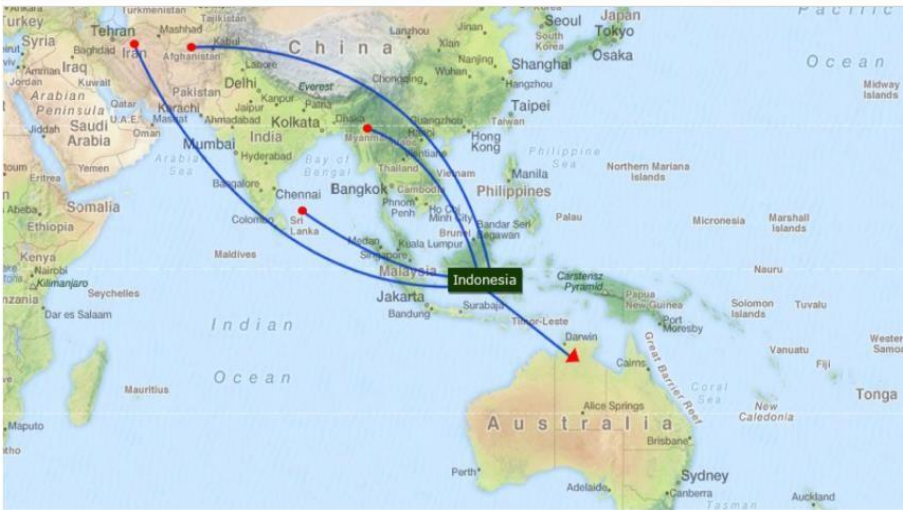 Pacific
Ocean
Turkey
Turkmenistan
Tajikistan
Tehran
Mashhad
Iran
Kabul
Afghanistan
China
Lanzhou
Jinan
Seoul
South
Korea
Japan
Tokyo
Osaka
Syria
Baghdad
Iraq
Amman
Jordan
Kuwait
Lahore
Xian
Nanjing
Shanghai
Wuhan
Hangzhou
Chongqing
Everest
Delhi
Pakistan
Arabian
Peninsula
Qatar
U.A.E.
Karachi
Jaipur
Kanpur
Patna
Muscat
Oman
Ahmadabad
India
Kolkata
Dhaka
Myanmar
Guangzhou
Hanoi
Taipei
Taiwan
Hong
Kong
Midway
Islands
Jiddah
Saudi
Arabia
Mumbai
Hyderabad
Arabian
Sea
Bay of
Bengal
Vientiane
Thailand
Vietnam
Philippine
Sea
Northern Mariana
Islands
Eritrea
Yemen
Bangalore
Chennai
Bangkok
Cambodia
Phnom
Penh
Ho Chi
Minh City
Manila
Philippines
Somalia
Ethiopia
Colombo
Sri
Lanka
Brunei
Bandar Seri
Begawan
Palau
Micronesia
Marshall
Islands
Maldives
Medan
Kuala Lumpur
Singapore
Malaysia
Indonesia
Kenya
Nairobi
Kilimanjaro
Carstensz
Pyramid
Nauru
Seychelles
Jakarta
Bandung
Surabaja
Papua
New Guinea
Port
Moresby
Solomon
Islands
Tuvalu
Dar es Salaam
Timor-Leste
Indian
Ocean
Darwin
Cairns
Great Barrier Reef
Vanuatu
Fiji
Western
Mauritius
Coral
Sea
New
Caledonia
Tonga
Alice Springs
Australia
Brisbane
Maputo
Perth
Adelaide
Sydney
Canberra
Auckland
Tasman